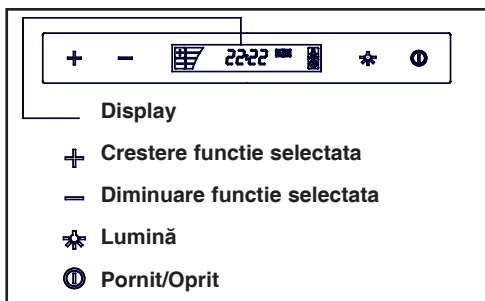 + − 22:22
Display
+ Crestere functie selectata
− Diminuare functie selectata
Lumină
Pornit/Oprit